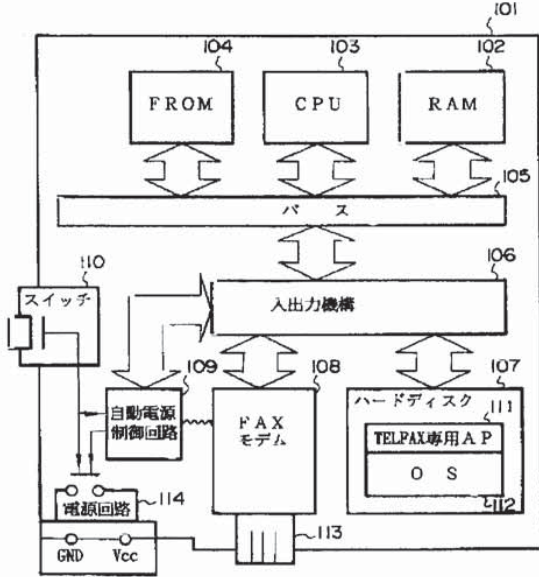 101
104
103
102
FROM
CPU
RAM
105
バス
106
110
スイッチ
入出力機構
109
108
107
自動電源
制御回路
FAX
モデム
ハードディスク
111
TELFAX専用AP
OS
112
114
電源回路
113
GND
Vcc